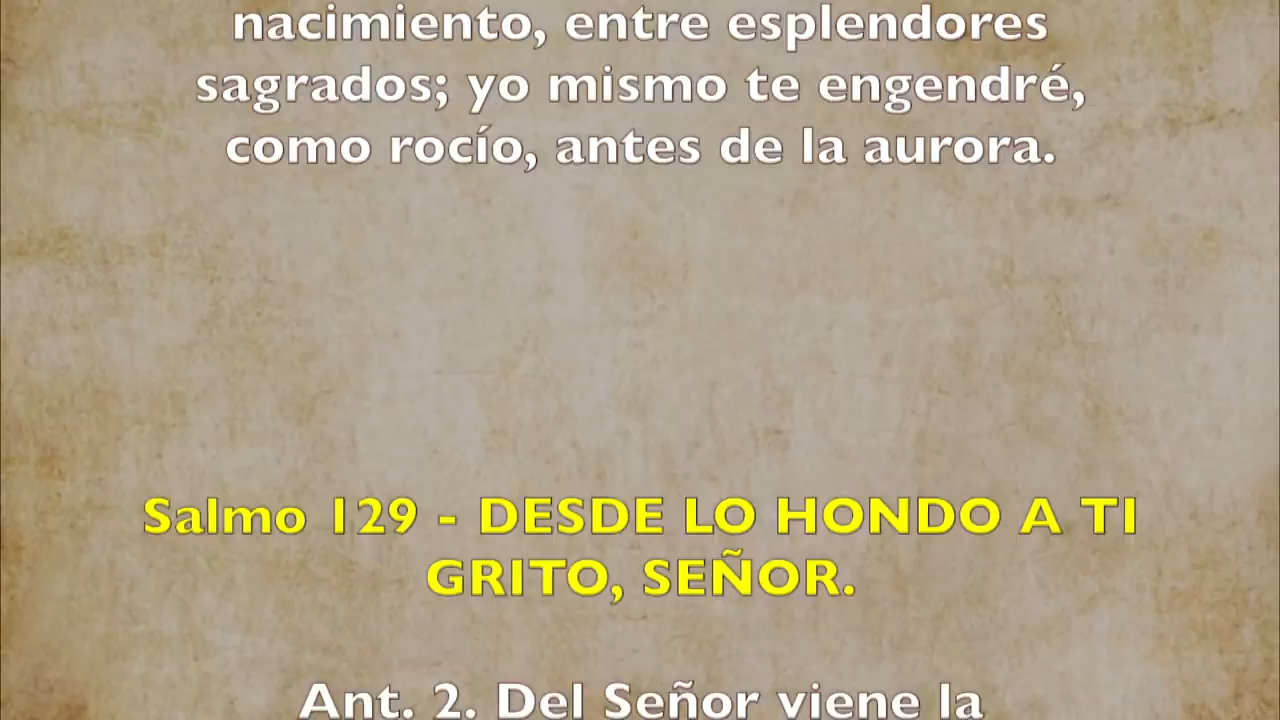 nacimiento, entre esplendores
sagrados; yo mismo te engendré,
como rocío, antes de la aurora.
Salmo 129 - DESDE LO HONDO A TI
GRITO, SEÑOR.
Ant. 2. Del Señor viene la